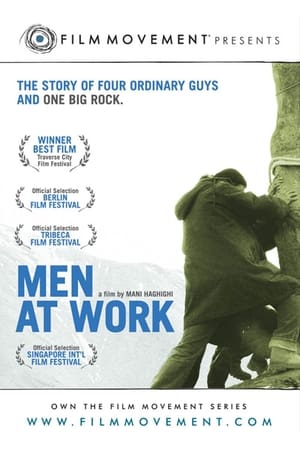 FILM MOVEMENT® PRESENTS
THE STORY OF FOUR ORDINARY GUYS
AND ONE BIG ROCK.
WINNER
BEST FILM
Traverse City
Film Festival
Official Selection
BERLIN
FILM FESTIVAL
Official Selection
TRIBECA
FILM FESTIVAL
MEN
a film by MANI HAGHIGHI
AT WORK
Official Selection
SINGAPORE INT'L
FILM FESTIVAL
OWN THE FILM MOVEMENT SERIES
WWW.FILMMOVEMENT.COM